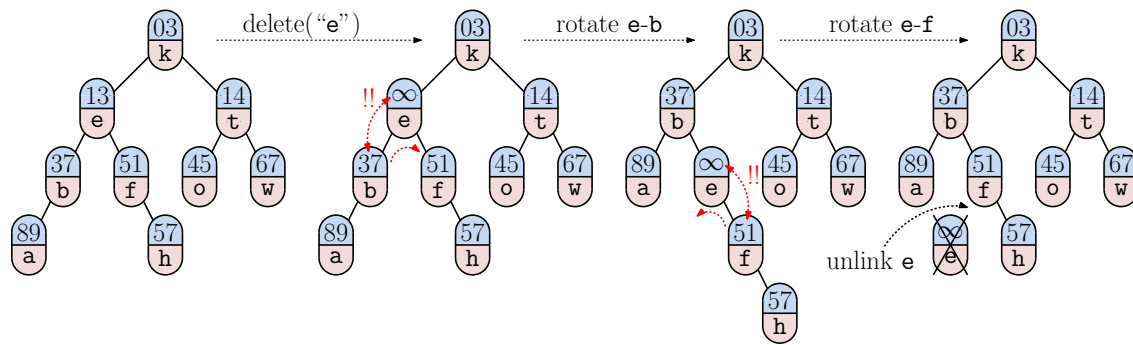 delete(“e”)
rotate e-b
rotate e-f
03
k
13
e
14
t
37
b
51
f
45
o
67
w
89
a
57
h
03
k
!!
∞
e
14
t
37
b
51
f
45
o
67
w
89
a
57
h
03
k
37
b
14
t
89
a
∞
e
!!
45
o
67
w
51
f
57
h
03
k
37
b
14
t
89
a
51
f
45
o
67
w
unlink e
∞
e
57
h